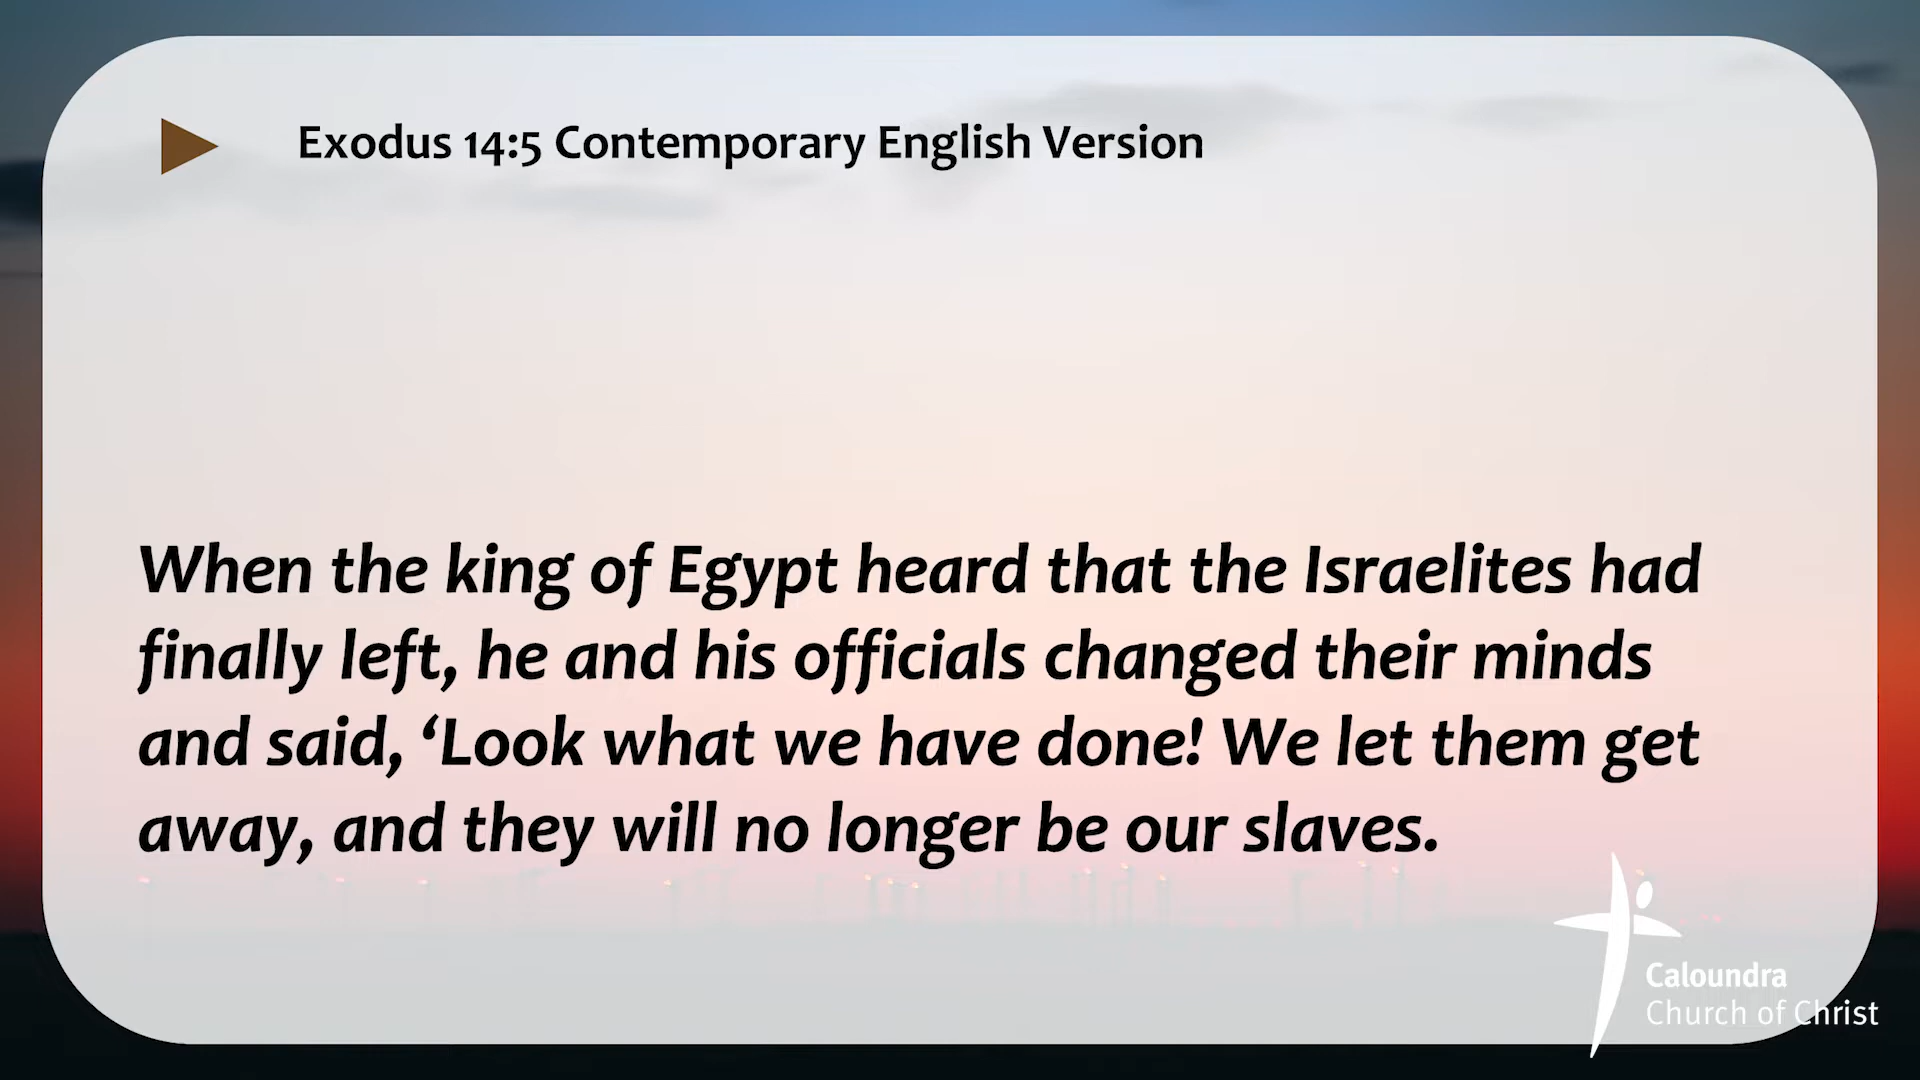 Exodus 14:5 Contemporary English Version
When the king of Egypt heard that the Israelites had
finally left, he and his officials changed their minds
and said, ‘Look what we have done! We let them get
away, and they will no longer be our slaves.
Caloundra
Church of Christ